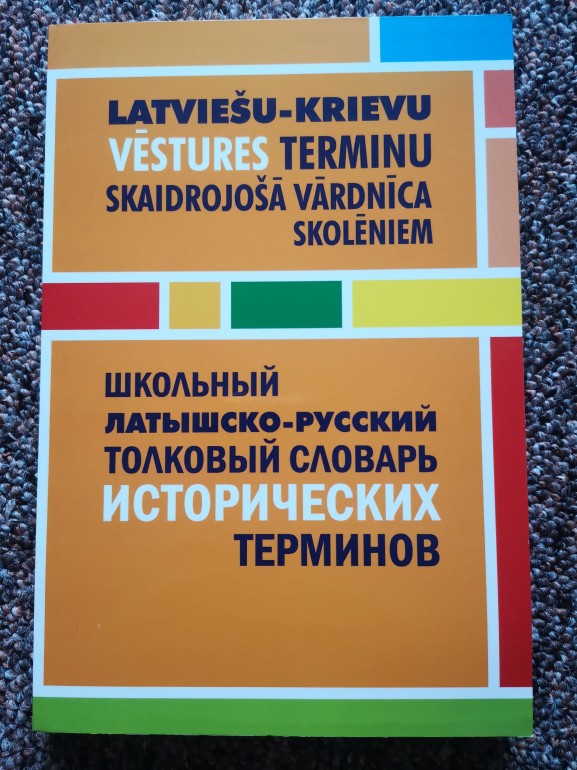 LATVIEŠU-KRIEVU
VĒSTURES TERMINU
SKAIDROJOŠĀ VĀRDNĪCA
SKOLĒNIEM
ШКОЛЬНЫЙ
ЛАТЫШСКО-РУССКИЙ
ТОЛКОВЫЙ СЛОВАРЬ
ИСТОРИЧЕСКИХ
ТЕРМИНОВ